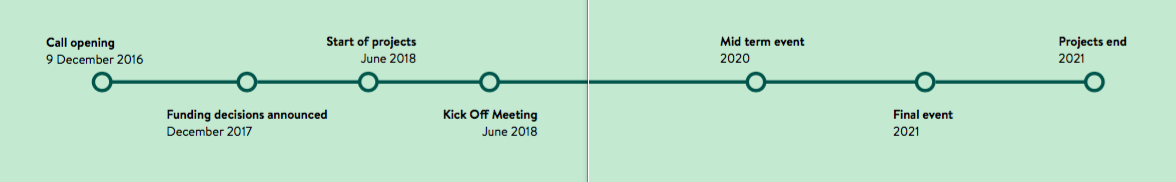 Call opening
9 December 2016
Funding decisions announced
December 2017
Start of projects
June 2018
Kick Off Meeting
June 2018
Mid term event
2020
Final event
2021
Projects end
2021